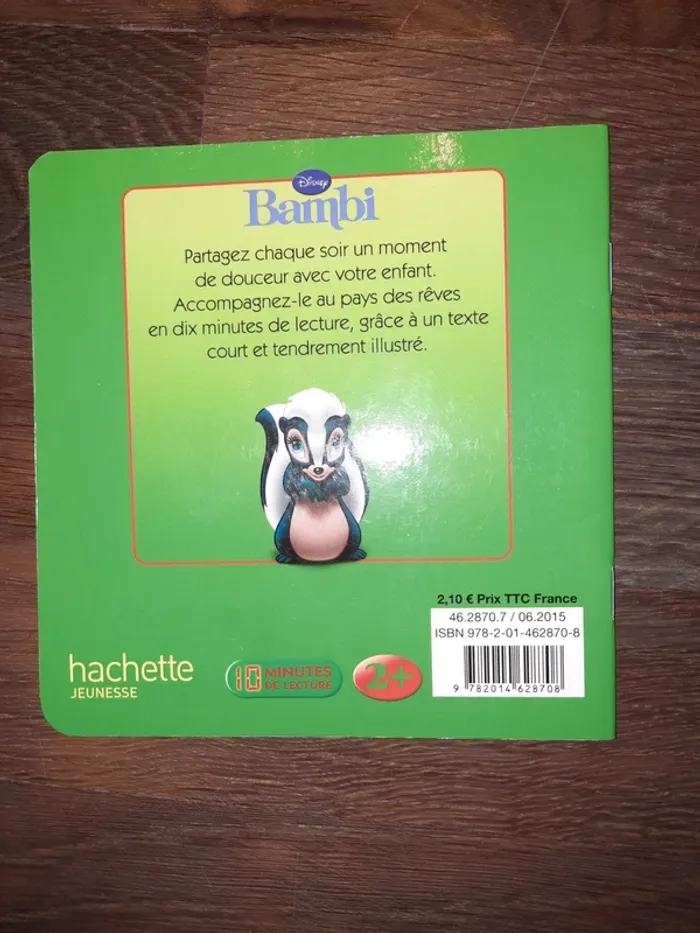 Disney
Bambi
Partagez chaque soir un moment
de douceur avec votre enfant.
Accompagnez-le au pays des rêves
en dix minutes de lecture, grâce à un texte
court et tendrement illustré.
2,10 € Prix TTC France
46.2870.7 / 06.2015
ISBN 978-2-01-462870-8
9 782014 628708
hachette
JEUNESSE
10 MINUTES
DE LECTURE
2+